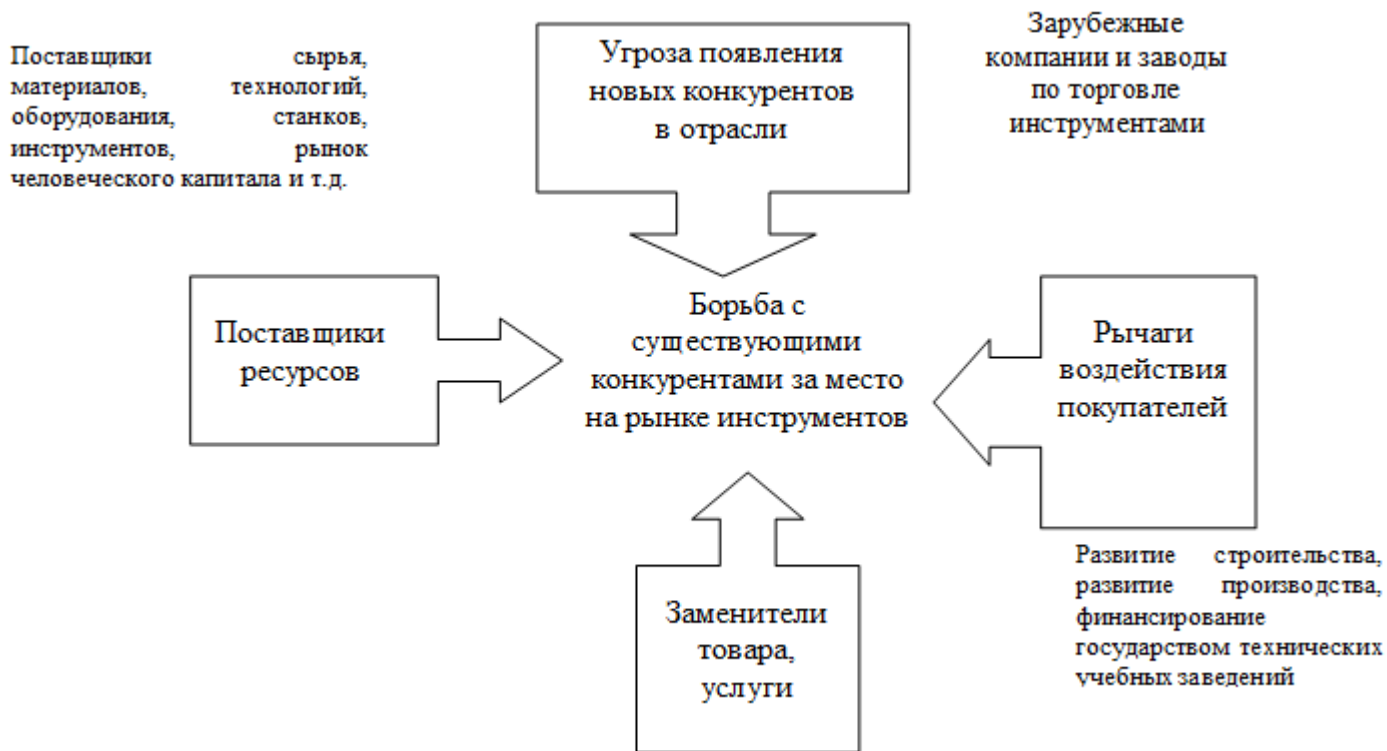 Поставщики сырья,
материалов, технологий,
оборудования, станков,
инструментов, рынок
человеческого капитала и т.д.
Угроза появления
новых конкурентов
в отрасли
Зарубежные
компании и заводы
по торговле
инструментами
Поставщики
ресурсов
Борьба с
существующими
конкурентами за место
на рынке инструментов
Рычаги
воздействия
покупателей
Заменители
товара,
услуги
Развитие строительства,
развитие производства,
финансирование
государством технических
учебных заведений